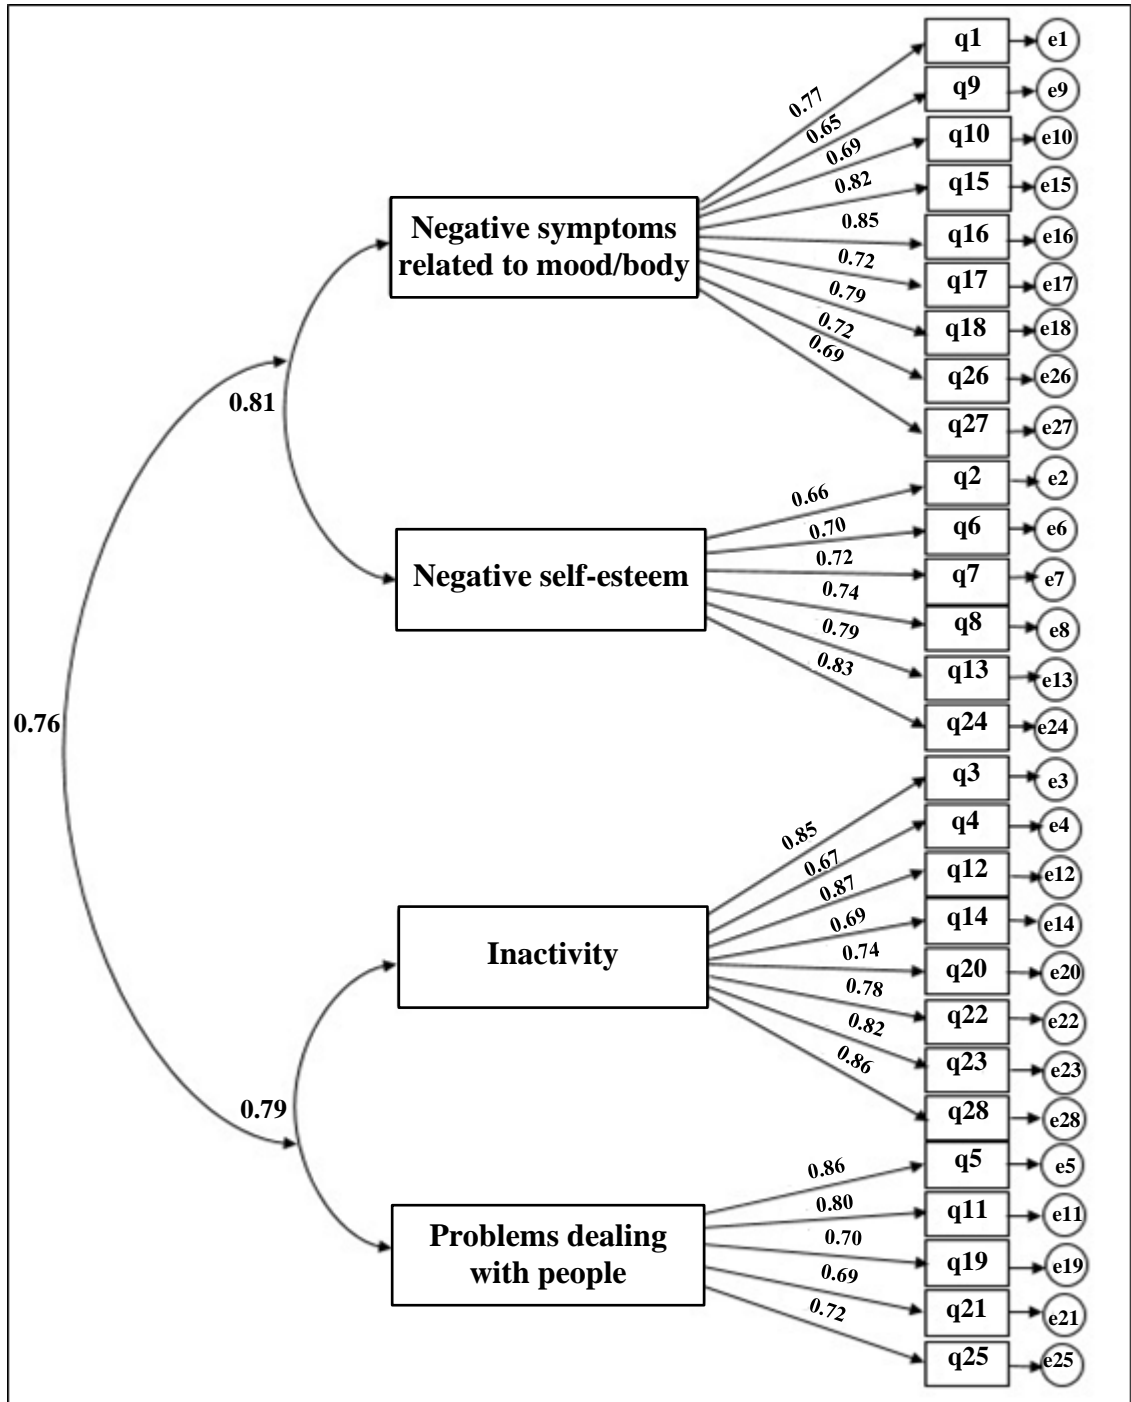 q1 e1
0.77
q9 e9
0.65
q10 e10
0.69
q15 e15
0.82
q16 e16
0.85
q17 e17
0.72
q18 e18
0.79
q26 e26
0.72
q27 e27
0.69
Negative symptoms
related to mood/body
0.81
q2 e2
0.66
q6 e6
0.70
q7 e7
0.72
q8 e8
0.74
q13 e13
0.79
q24 e24
0.83
Negative self-esteem
0.76
q3 e3
0.85
q4 e4
0.67
q12 e12
0.87
q14 e14
0.69
q20 e20
0.74
q22 e22
0.78
q23 e23
0.82
q28 e28
0.86
Inactivity
0.79
q5 e5
0.86
q11 e11
0.80
q19 e19
0.70
q21 e21
0.69
q25 e25
0.72
Problems dealing
with people